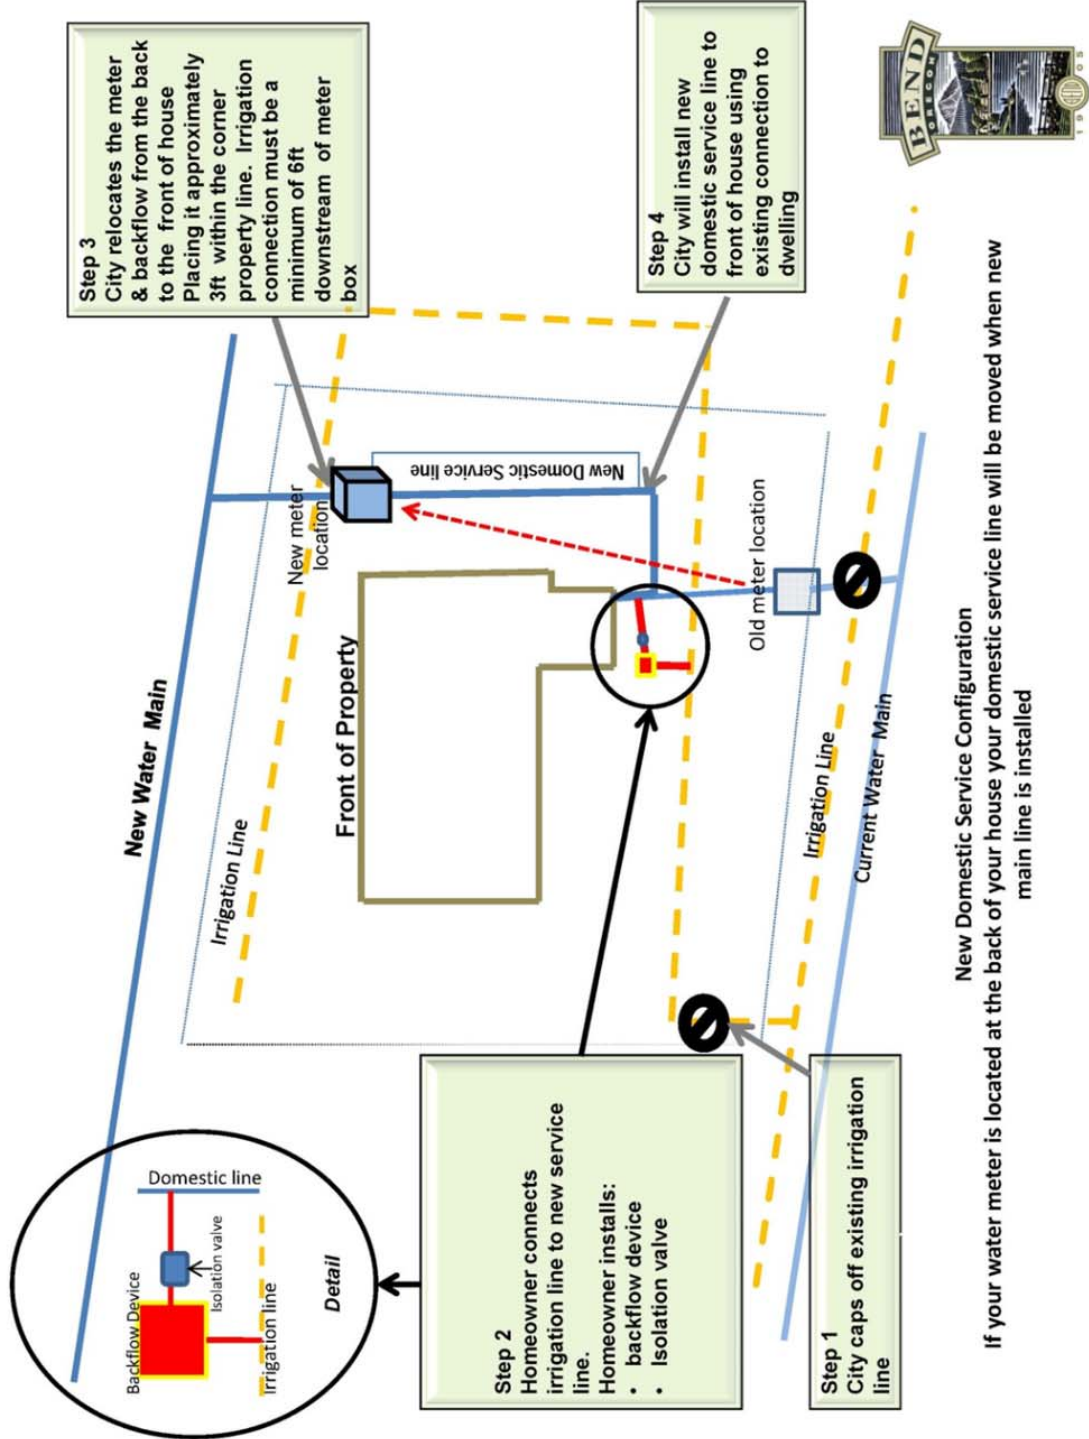 Step 3
City relocates the meter
& backflow from the back
to the  front of house
Placing it approximately
3ft  within the corner
property line.  Irrigation
connection must be a
minimum of 6ft
downstream  of meter
box
Step 4
City will install new
domestic service line to
front of house using
existing connection to
dwelling
BEND
OREGON
1905
New Water  Main
New meter
location
Irrigation Line
Front of Property
New Domestic Service line
Old meter location
Irrigation Line
Current Water  Main
Domestic line
Isolation valve
Backflow Device
Irrigation line
Detail
Step 2
Homeowner connects
irrigation line to new service
line.
Homeowner installs:
•  backflow device
•  Isolation valve
Step 1
City caps off existing irrigation
line
New Domestic Service Configuration
If your water meter is located at the back of your house your domestic service line will be moved when new
main line is installed